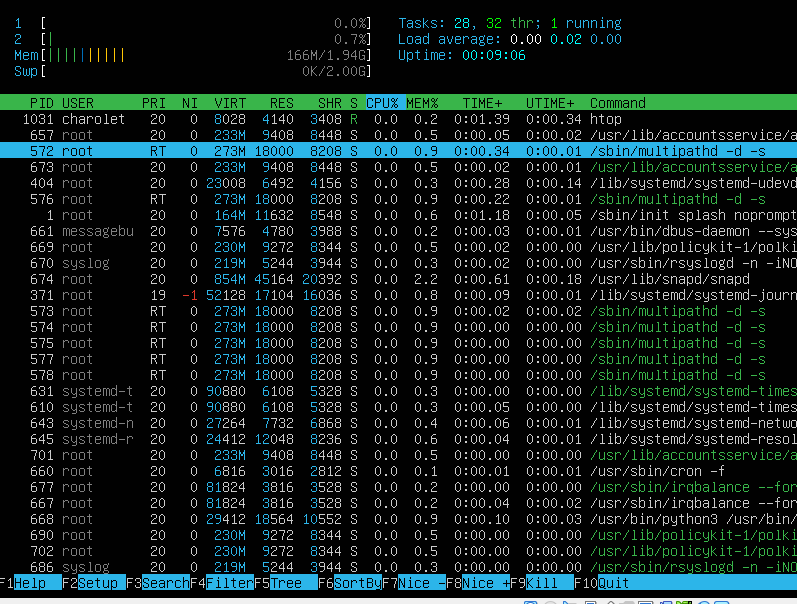 1 [ 0.0%] Tasks: 28, 32 thr; 1 running
2 [| 0.7%] Load average: 0.00 0.02 0.00
Mem[||||||||||| 166M/1.94G] Uptime: 00:09:06
Swp[ 0K/2.00G]
PID USER PRI NI VIRT RES SHR S CPU% MEM% TIME+ UTIME+ Command
1031 charolet 20 0 8028 4140 3408 R 0.0 0.2 0:01.39 0:00.34 htop
657 root 20 0 233M 9408 8448 S 0.0 0.5 0:00.05 0:00.02 /usr/lib/accountsservice/a
572 root RT 0 273M 18000 8208 S 0.0 0.9 0:00.34 0:00.01 /sbin/multipathd -d -s
673 root 20 0 233M 9408 8448 S 0.0 0.5 0:00.02 0:00.01 /usr/lib/accountsservice/a
404 root 20 0 23008 6492 4156 S 0.0 0.3 0:00.28 0:00.14 /lib/systemd/systemd-udevd
576 root RT 0 273M 18000 8208 S 0.0 0.9 0:00.22 0:00.01 /sbin/multipathd -d -s
1 root 20 0 164M 11632 8548 S 0.0 0.6 0:01.18 0:00.05 /sbin/init splash noprompt
661 messagebu 20 0 7576 4780 3988 S 0.0 0.2 0:00.03 0:00.01 /usr/bin/dbus-daemon --sys
669 root 20 0 230M 9272 8344 S 0.0 0.5 0:00.02 0:00.00 /usr/lib/policykit-1/polki
670 syslog 20 0 219M 5244 3944 S 0.0 0.3 0:00.02 0:00.01 /usr/sbin/rsyslogd -n -iNO
674 root 20 0 854M 45164 20392 S 0.0 2.2 0:00.61 0:00.18 /usr/lib/snapd/snapd
371 root 19 -1 52128 17104 16036 S 0.0 0.8 0:00.09 0:00.01 /lib/systemd/systemd-journ
573 root RT 0 273M 18000 8208 S 0.0 0.9 0:00.02 0:00.02 /sbin/multipathd -d -s
574 root RT 0 273M 18000 8208 S 0.0 0.9 0:00.00 0:00.00 /sbin/multipathd -d -s
575 root RT 0 273M 18000 8208 S 0.0 0.9 0:00.00 0:00.00 /sbin/multipathd -d -s
577 root RT 0 273M 18000 8208 S 0.0 0.9 0:00.00 0:00.00 /sbin/multipathd -d -s
578 root RT 0 273M 18000 8208 S 0.0 0.9 0:00.00 0:00.00 /sbin/multipathd -d -s
631 systemd-t 20 0 90880 6108 5328 S 0.0 0.3 0:00.00 0:00.00 /lib/systemd/systemd-times
610 systemd-t 20 0 90880 6108 5328 S 0.0 0.3 0:00.05 0:00.01 /lib/systemd/systemd-times
643 systemd-n 20 0 27264 7732 6868 S 0.0 0.4 0:00.06 0:00.01 /lib/systemd/systemd-netwo
645 systemd-r 20 0 24412 12048 8236 S 0.0 0.6 0:00.04 0:00.01 /lib/systemd/systemd-resol
701 root 20 0 233M 9408 8448 S 0.0 0.5 0:00.00 0:00.00 /usr/lib/accountsservice/a
660 root 20 0 6816 3016 2812 S 0.0 0.1 0:00.01 0:00.01 /usr/sbin/cron -f
677 root 20 0 81824 3816 3528 S 0.0 0.2 0:00.00 0:00.00 /usr/sbin/irqbalance --for
667 root 20 0 81824 3816 3528 S 0.0 0.2 0:00.04 0:00.02 /usr/sbin/irqbalance --for
668 root 20 0 29412 18564 10552 S 0.0 0.9 0:00.10 0:00.03 /usr/bin/python3 /usr/bin/
690 root 20 0 230M 9272 8344 S 0.0 0.5 0:00.00 0:00.00 /usr/lib/policykit-1/polki
702 root 20 0 230M 9272 8344 S 0.0 0.5 0:00.01 0:00.00 /usr/lib/policykit-1/polki
686 syslog 20 0 219M 5244 3944 S 0.0 0.3 0:00.00 0:00.00 /usr/sbin/rsyslogd -n -iNO
F1Help F2Setup F3SearchF4FilterF5Tree F6SortByF7Nice -F8Nice +F9Kill F10Quit